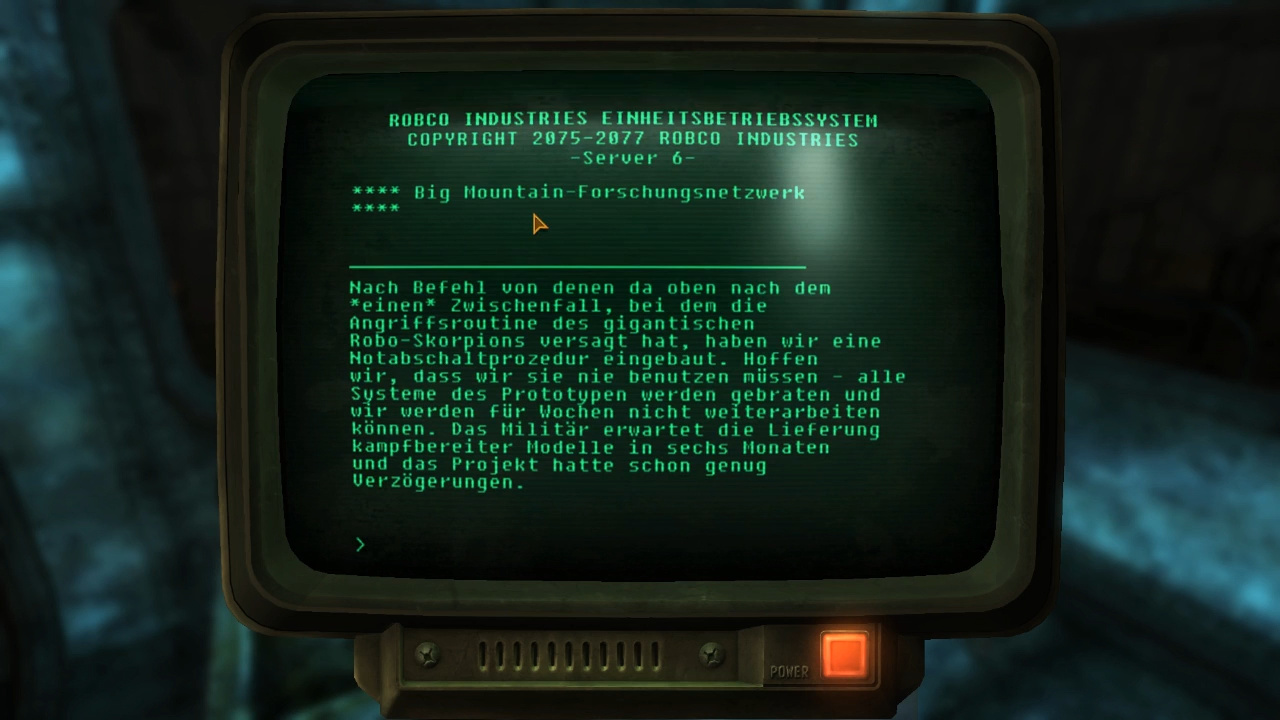 ROBCO INDUSTRIES EINHEITSBETRIEBSSYSTEM
COPYRIGHT 2075-2077 ROBCO INDUSTRIES
-Server 6-
**** Big Mountain-Forschungsnetzwerk
****
Nach Befehl von denen da oben nach dem
*einen* Zwischenfall, bei dem die
Angriffsroutine des gigantischen
Robo-Skorpions versagt hat, haben wir eine
Notabschaltprozedur eingebaut. Hoffen
wir, dass wir sie nie benutzen müssen - alle
Systeme des Prototypen werden gebraten und
wir werden für Wochen nicht weiterarbeiten
können. Das Militär erwartet die Lieferung
kampfbereiter Modelle in sechs Monaten
und das Projekt hatte schon genug
Verzögerungen.
>
POWER